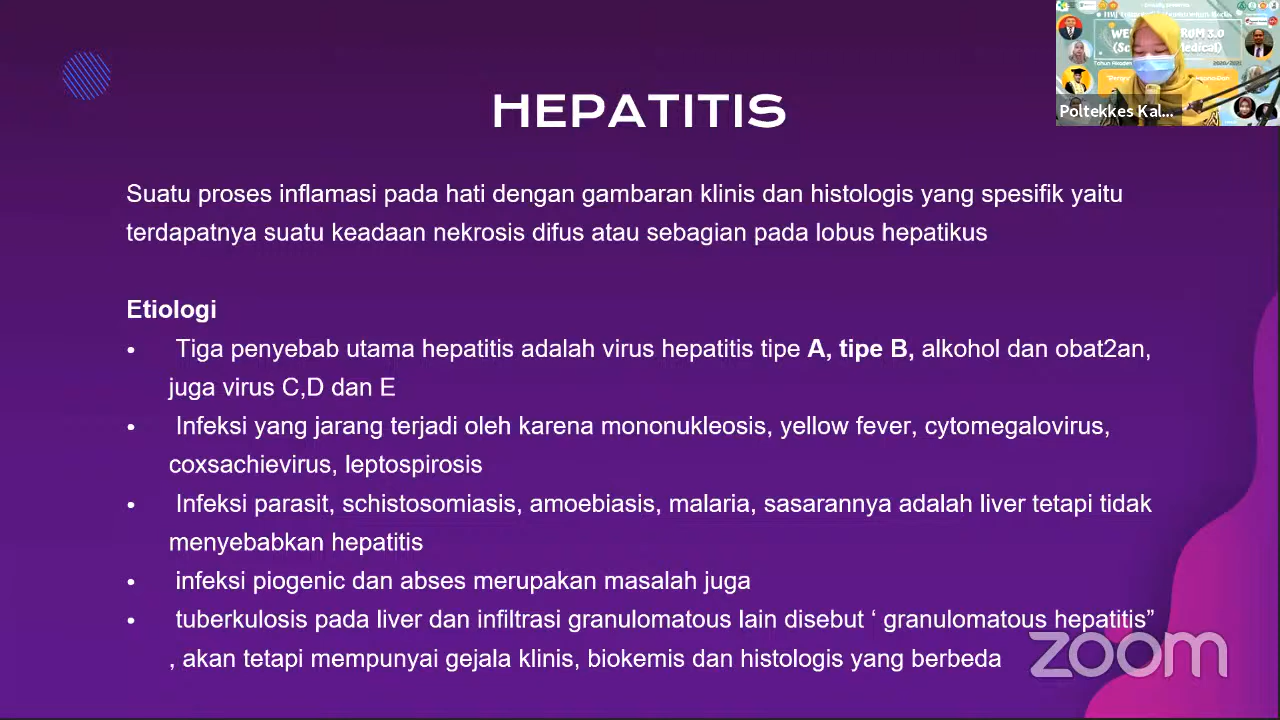 HEPATITIS
Poltekkes Kal...
Suatu proses inflamasi pada hati dengan gambaran klinis dan histologis yang spesifik yaitu
terdapatnya suatu keadaan nekrosis difus atau sebagian pada lobus hepatikus
Etiologi
• Tiga penyebab utama hepatitis adalah virus hepatitis tipe A, tipe B, alkohol dan obat2an,
juga virus C,D dan E
• Infeksi yang jarang terjadi oleh karena mononukleosis, yellow fever, cytomegalovirus,
coxsachievirus, leptospirosis
• Infeksi parasit, schistosomiasis, amoebiasis, malaria, sasarannya adalah liver tetapi tidak
menyebabkan hepatitis
• infeksi piogenic dan abses merupakan masalah juga
• tuberkulosis pada liver dan infiltrasi granulomatous lain disebut ‘ granulomatous hepatitis”
, akan tetapi mempunyai gejala klinis, biokemis dan histologis yang berbeda
zoom